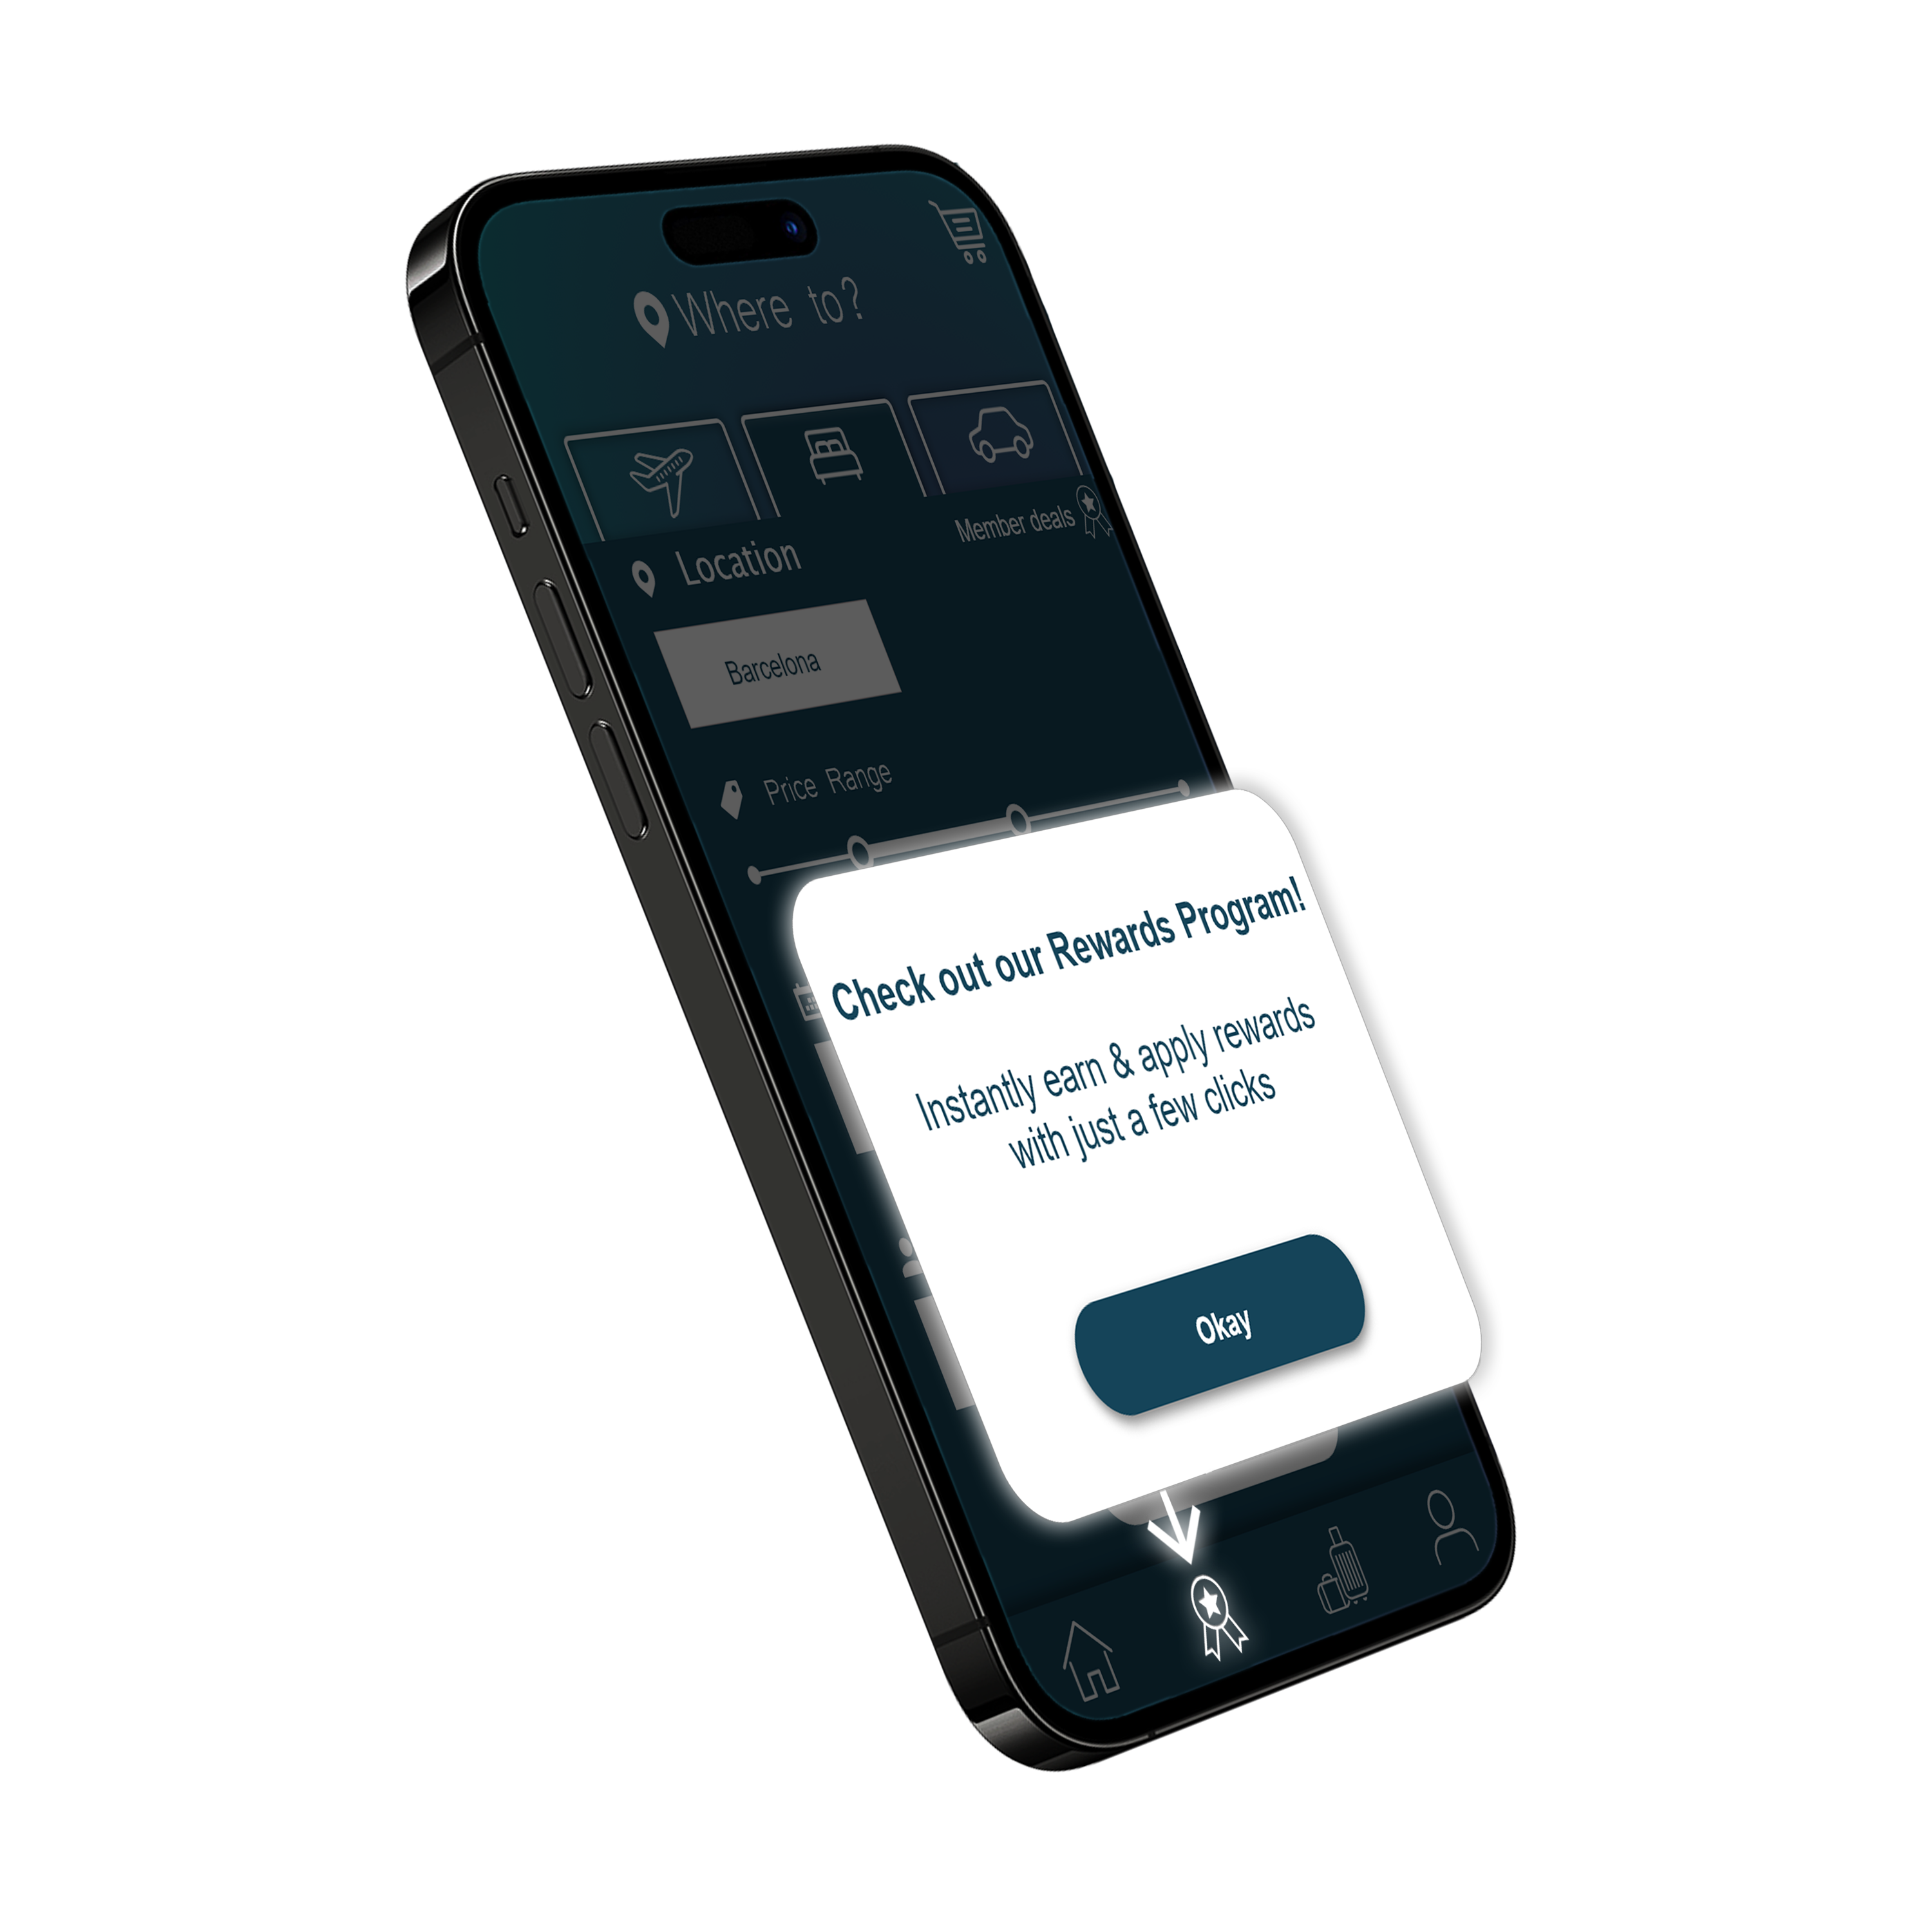 Where to?
Member deals
Location
Barcelona
Price Range
Check out our Rewards Program!
Instantly earn & apply rewards
with just a few clicks
Okay